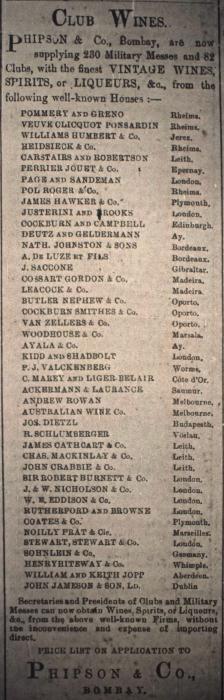 CLUB WINES.
PHIPSON & Co., Bombay, are now
supplying 230 Military Messes and 82
Clubs, with the finest VINTAGE WINES,
SPIRITS, or LIQUEURS, &c., from the
following well-known Houses :—
POMMERY AND GRENO Rheims.
VEUVE CLICQUOT PONSARDIN Rheims.
WILLIAMS HUMBERT & Co. Jerez.
HEIDSIECK & Co. Rheims.
CARSTAIRS AND ROBERTSON Leith.
PERRIER JOUET & Co. Epernay.
PAGE AND SANDEMAN London.
POL ROGER & Co. Rheims.
JAMES HAWKER & Co. Plymouth.
JUSTERINI AND BROOKS London.
COCKBURN AND CAMPBELL Edinburgh.
DEUTZ AND GELDERMANN Ay.
NATH. JOHNSTON & SONS Bordeaux.
A. DE LUZE ET FILS Bordeaux.
J. SACCONE Gibraltar.
COSSART GORDON & Co. Madeira.
LEACOCK & Co. Madeira.
BUTLER NEPHEW & Co. Oporto.
COCKBURN SMITHES & Co. Oporto.
VAN ZELLERS & Co. Oporto.
WOODHOUSE & Co. Marsala.
AYALA & Co. Ay.
KIDD AND SHADBOLT London.
P. J. VALCKENBERG Worms.
C. MAREY AND LIGER-BELAIR Côte d'Or.
ACKERMANN & LAURANCE Saumur.
ANDREW ROWAN Melbourne.
AUSTRALIAN WINE Co. Melbourne.
JOS. DIETZL Budapesth.
R. SCHLUMBERGER Vöslau.
JAMES CATHCART & Co. Leith.
CHAS. MACKINLAY & Co. Leith.
JOHN CRABBIE & Co. Leith.
SIR ROBERT BURNETT & Co. London.
J. & W. NICHOLSON & Co. London.
W. R. EDDISON & Co. London.
RUTHERFORD AND BROWNE London.
COATES & Co. Plymouth.
NOILLY PRAT & Cie. Marseilles.
STEWART, STEWART & Co. London.
SOHNLEIN & Co. Germany.
HENRY WHITEWAY & Co. Whimple.
WILLIAM AND KEITH JOPP Aberdeen.
JOHN JAMESON & SON, LD. Dublin
Secretaries and Presidents of Clubs and Military
Messes can now obtain Wines, Spirits, of Liqueurs,
&c., from the above well-known Firms, without
the inconvenience and expense of importing
direct.
PRICE LIST ON APPLICATION TO
PHIPSON & Co.,
BOMBAY.